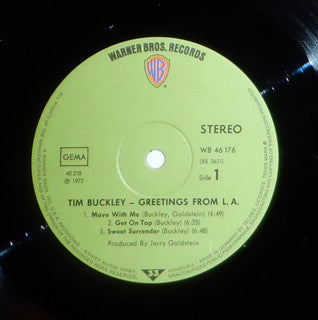 WARNER BROS. RECORDS
WB
STEREO
WB 46 176
(BS 2631)
Side 1
GEMA
40 210
Ⓟ 1972
TIM BUCKLEY – GREETINGS FROM L.A.
1. Move With Me (Buckley, Goldstein) (4:49)
2. Get On Top (Buckley) (6:35)
3. Sweet Surrender (Buckley) (6:48)
Produced by Jerry Goldstein
33